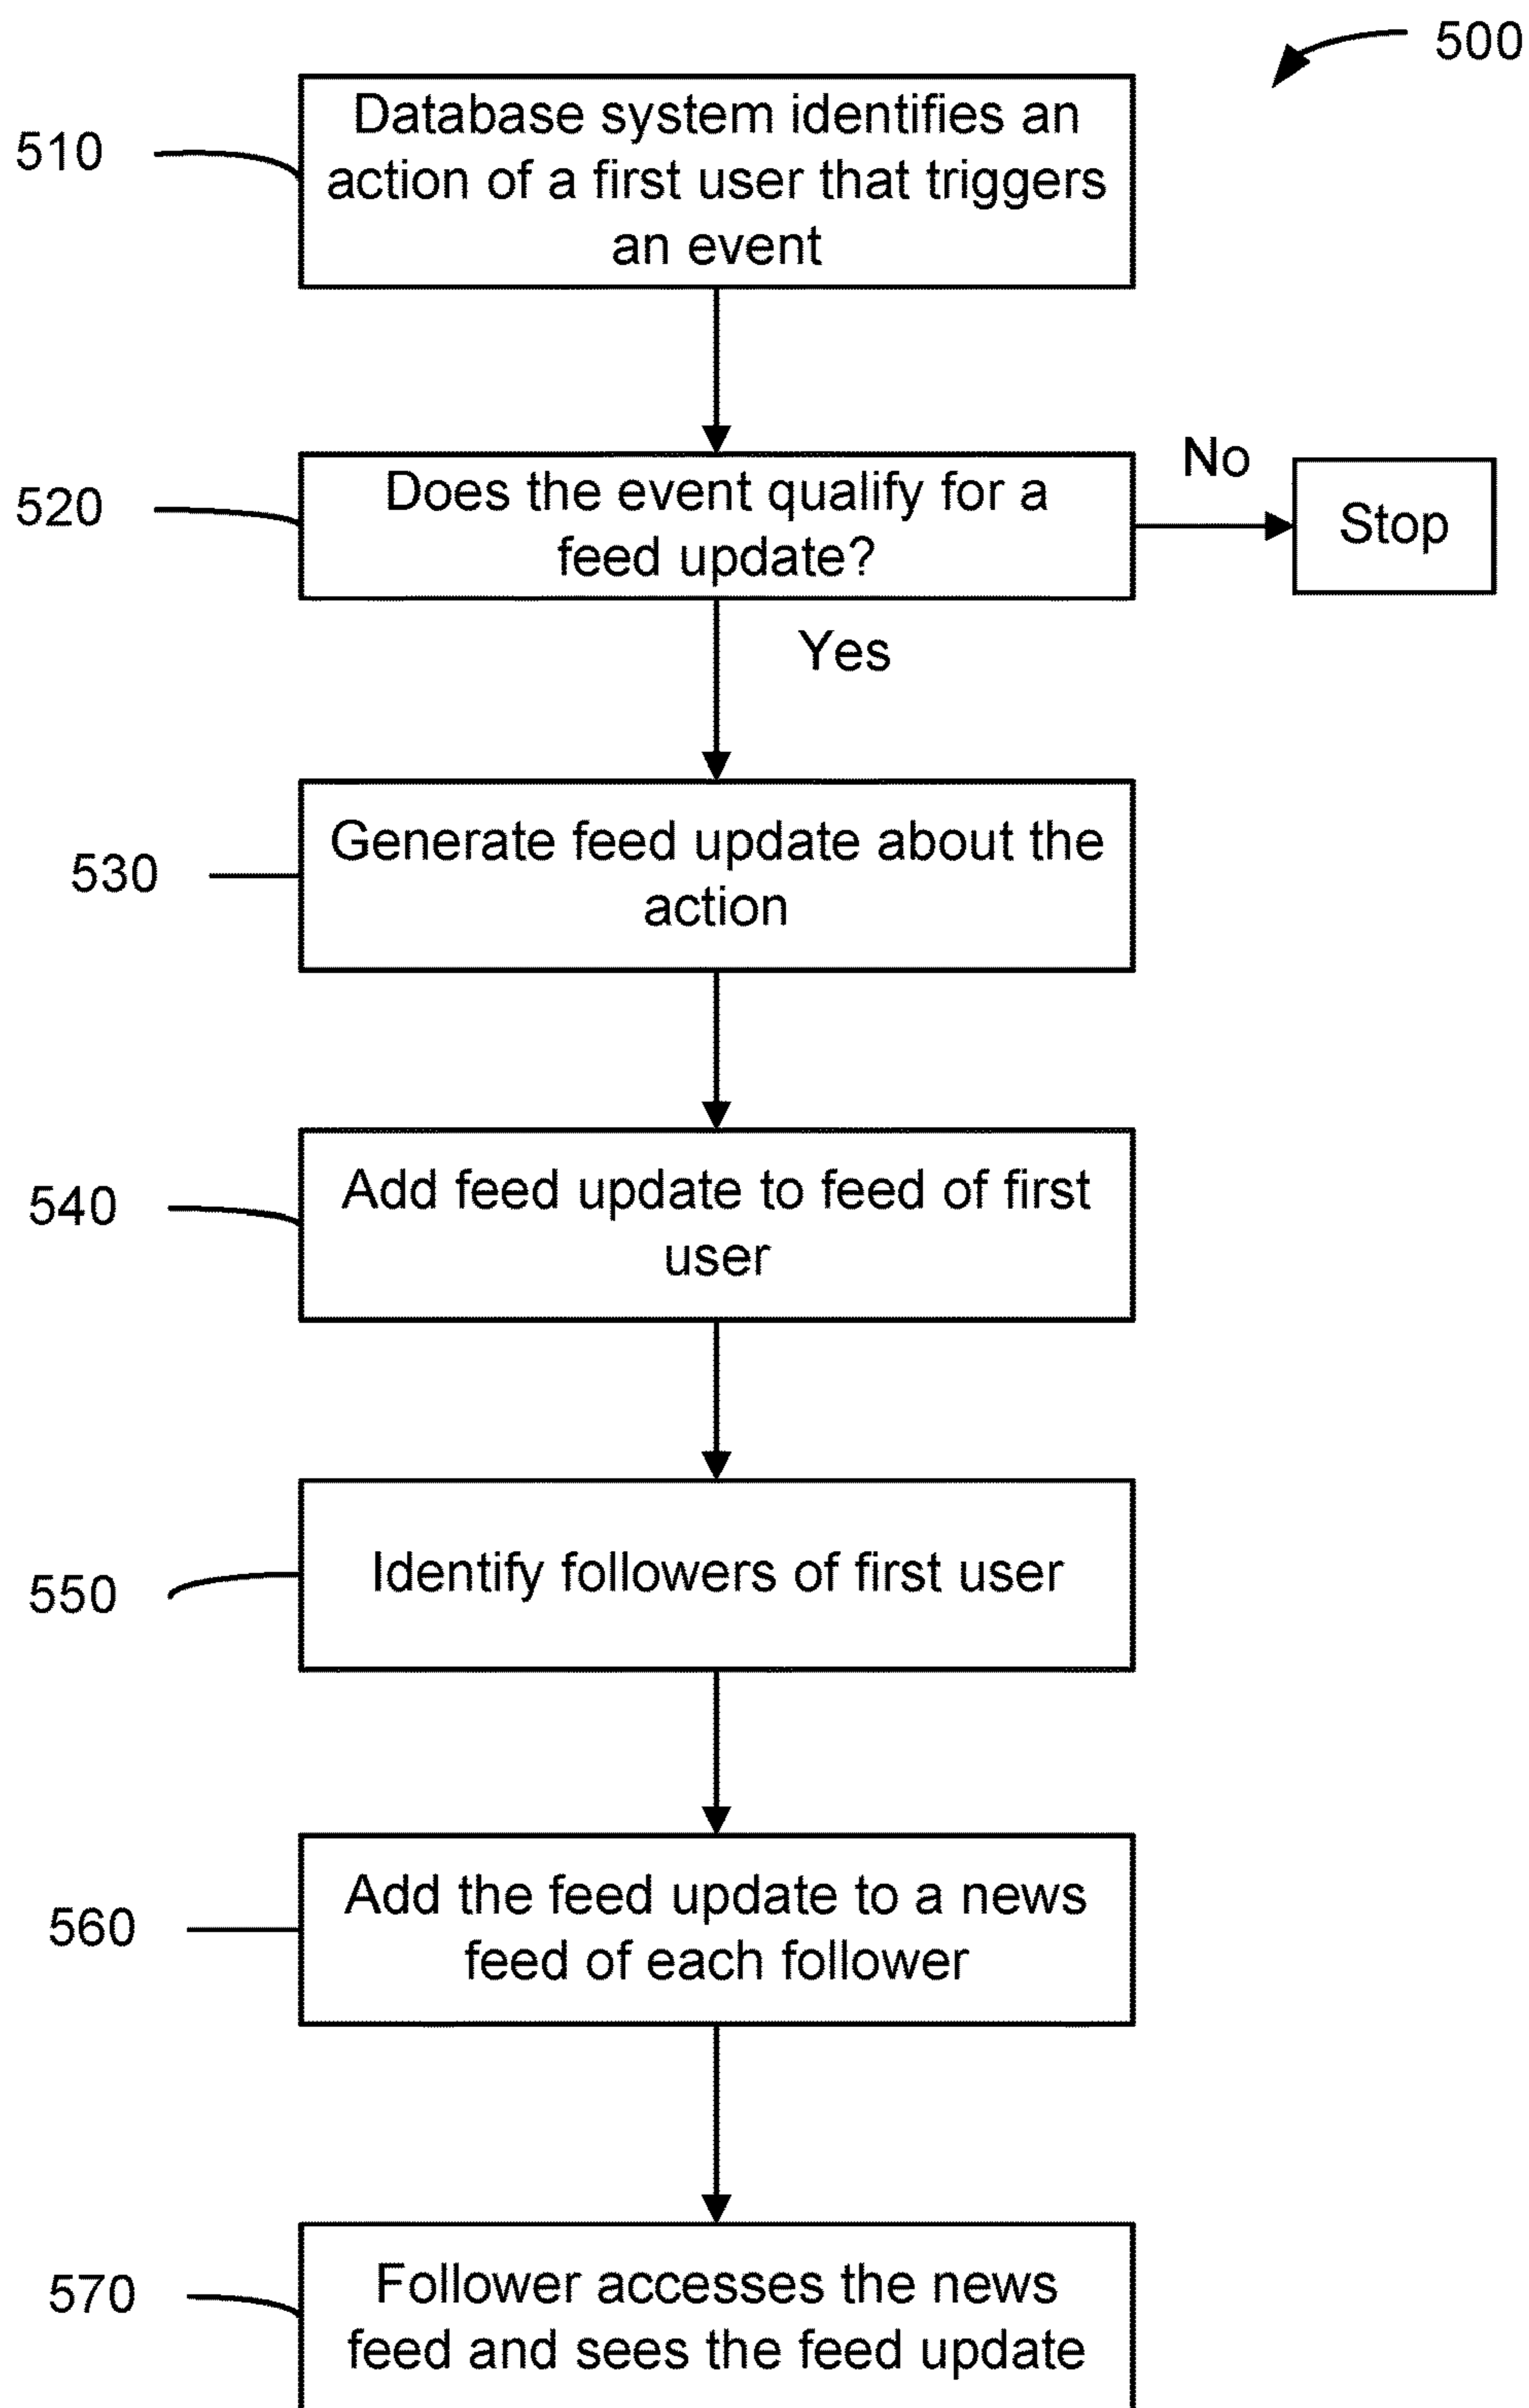 500
510
Database system identifies an
action of a first user that triggers
an event
520
Does the event qualify for a
feed update?
No
Stop
Yes
530
Generate feed update about the
action
540
Add feed update to feed of first
user
550
Identify followers of first user
560
Add the feed update to a news
feed of each follower
570
Follower accesses the news
feed and sees the feed update